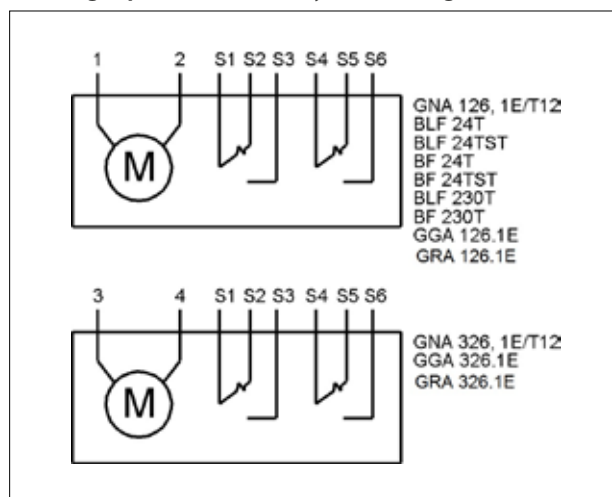 1 2 S1 S2 S3 S4 S5 S6
M
GNA 126, 1E/T12
BLF 24T
BLF 24TST
BF 24T
BF 24TST
BLF 230T
BF 230T
GGA 126.1E
GRA 126.1E
3 4 S1 S2 S3 S4 S5 S6
M
GNA 326, 1E/T12
GGA 326.1E
GRA 326.1E